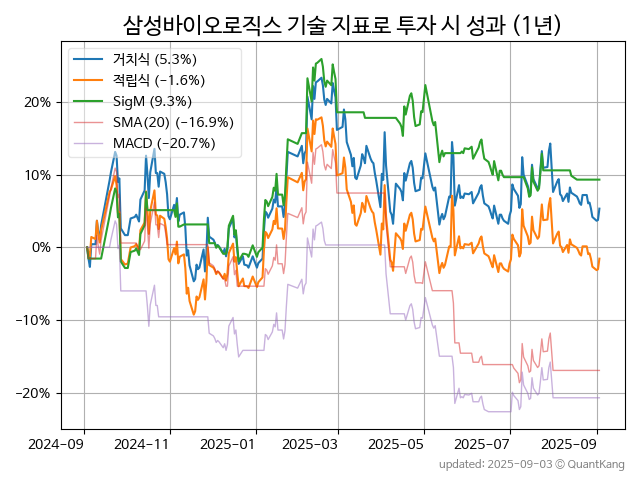 삼성바이오로직스 기술 지표로 투자 시 성과 (1년)
거치식 (5.3%)
적립식 (−1.6%)
SigM (9.3%)
SMA(20) (−16.9%)
MACD (−20.7%)
20%
10%
0%
−10%
−20%
2024-09 2024-11 2025-01 2025-03 2025-05 2025-07 2025-09
updated: 2025-09-03 ⓒ QuantKang